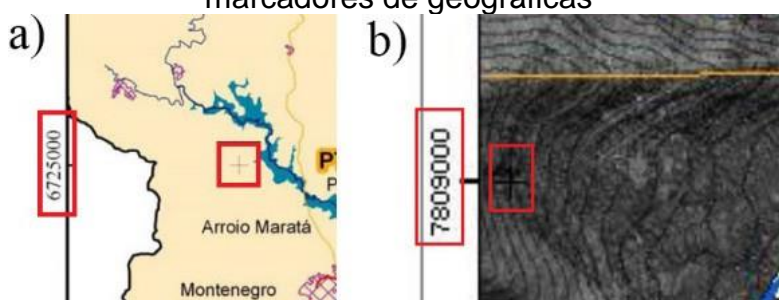 marcadores de geográficas
a)
b)
6725000
P
P
Arroio Maratá
Montenegro
7809000